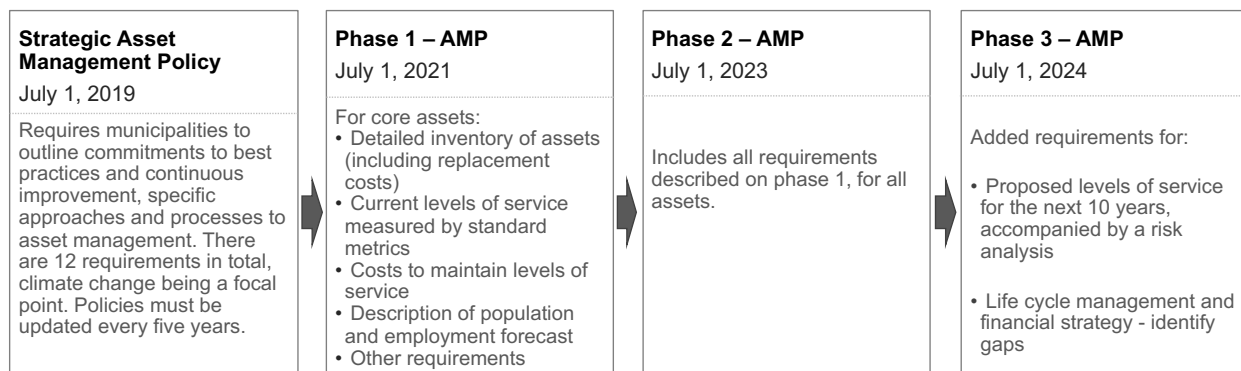 Strategic Asset
Management Policy
July 1, 2019
Requires municipalities to
outline commitments to best
practices and continuous
improvement, specific
approaches and processes to
asset management. There
are 12 requirements in total,
climate change being a focal
point. Policies must be
updated every five years.
Phase 1 – AMP
July 1, 2021
For core assets:
• Detailed inventory of assets
(including replacement
costs)
• Current levels of service
measured by standard
metrics
• Costs to maintain levels of
service
• Description of population
and employment forecast
• Other requirements
Phase 2 – AMP
July 1, 2023
Includes all requirements
described on phase 1, for all
assets.
Phase 3 – AMP
July 1, 2024
Added requirements for:
• Proposed levels of service
for the next 10 years,
accompanied by a risk
analysis
• Life cycle management and
financial strategy - identify
gaps